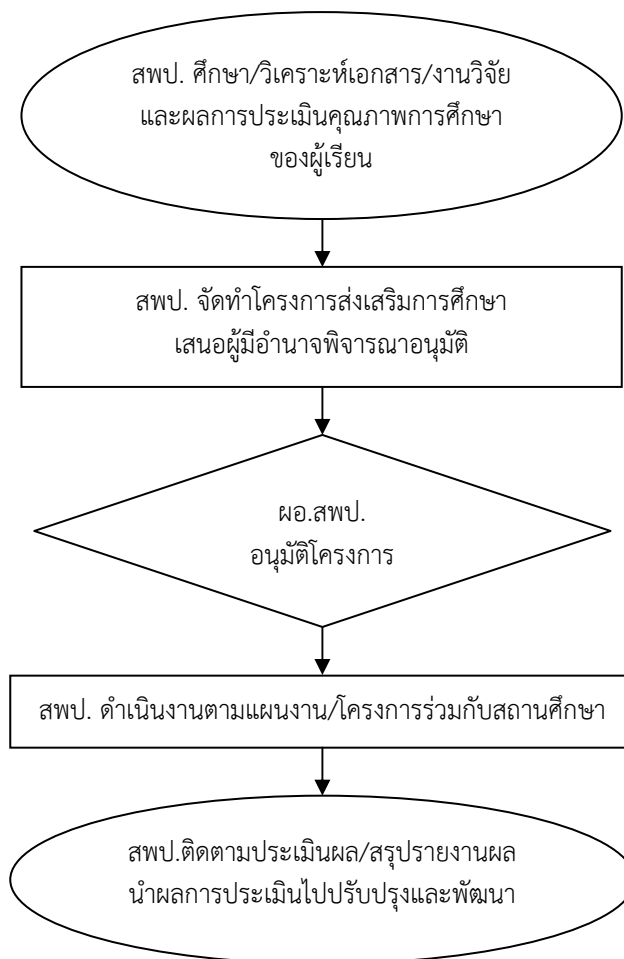 สพป. ศึกษา/วิเคราะห์เอกสาร/งานวิจัย
และผลการประเมินคุณภาพการศึกษา
ของผู้เรียน
สพป. จัดทำโครงการส่งเสริมการศึกษา
เสนอผู้มีอำนาจพิจารณาอนุมัติ
ผอ.สพป.
อนุมัติโครงการ
สพป. ดำเนินงานตามแผนงาน/โครงการร่วมกับสถานศึกษา
สพป.ติดตามประเมินผล/สรุปรายงานผล
นำผลการประเมินไปปรับปรุงและพัฒนา